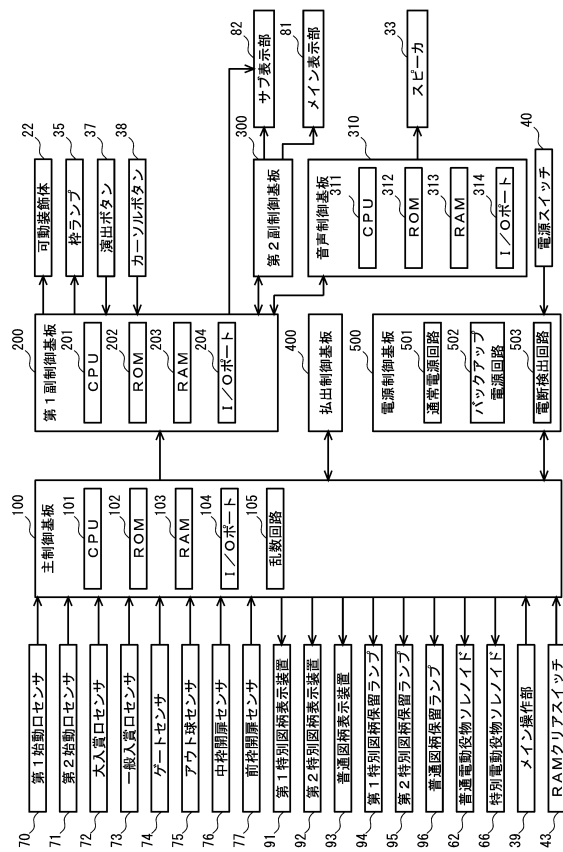 70
第1始動口センサ
71
第2始動口センサ
72
大入賞口センサ
73
一般入賞口センサ
74
ゲートセンサ
75
アウト球センサ
76
中枠開扉センサ
77
前枠開扉センサ
91
第1特別図柄表示装置
92
第2特別図柄表示装置
93
普通図柄表示装置
94
第1特別図柄保留ランプ
95
第2特別図柄保留ランプ
96
普通図柄保留ランプ
62
普通電動役物ソレノイド
66
特別電動役物ソレノイド
39
メイン操作部
43
RAMクリアスイッチ
100
主制御基板
101
CPU
102
ROM
103
RAM
104
I/Oポート
105
乱数回路
200
第1副制御基板
201
CPU
202
ROM
203
RAM
204
I/Oポート
400
払出制御基板
500
電源制御基板
501
通常電源回路
502
バックアップ
電源回路
503
電断検出回路
22
可動装飾体
35
枠ランプ
37
演出ボタン
38
カーソルボタン
300
第2副制御基板
82
サブ表示部
81
メイン表示部
310
音声制御基板
311
CPU
312
ROM
313
RAM
314
I/Oポート
33
スピーカ
40
電源スイッチ